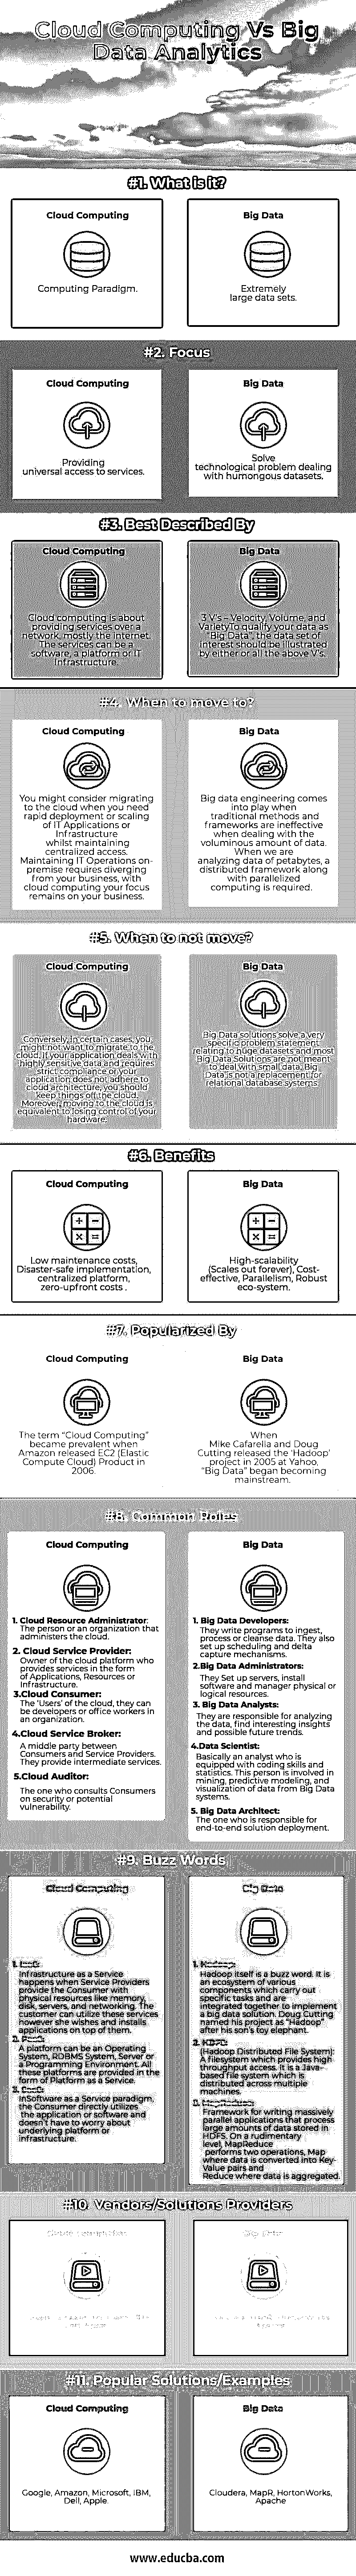 Cloud Computing Vs Big
Data Analytics
#1. What is it?
Cloud Computing
Computing Paradigm.
Big Data
Extremely
large data sets.
#2. Focus
Cloud Computing
Providing
universal access to services.
Big Data
Solve
technological problem dealing
with humongous datasets.
#3. Best Described By
Cloud Computing
Cloud computing is about
providing services over a
network, mostly the internet.
The services can be a
software, a platform or IT
Infrastructure.
Big Data
3 V's – Velocity, Volume, and
Variety.To qualify your data as
"Big Data", the data set of
interest should be illustrated
by either or all the above V's.
#4. When to move to?
Cloud Computing
You might consider migrating
to the cloud when you need
rapid deployment or scaling
of IT Applications or
Infrastructure
whilst maintaining
centralized access.
Maintaining IT Operations on-
premise requires diverging
from your business, with
cloud computing your focus
remains on your business.
Big Data
Big data engineering comes
into play when
traditional methods and
frameworks are ineffective
when dealing with the
voluminous amount of data.
When we are
analyzing data of petabytes, a
distributed framework along
with parallelized
computing is required.
#5. When to not move?
Cloud Computing
Conversely, In certain cases, you
might not want to migrate to the
cloud. If your application deals with
highly sensitive data and requires
strict compliance or your
application does not adhere to
cloud architecture, you should
keep things off the cloud.
Moreover, moving to the cloud is
equivalent to losing control of your
hardware.
Big Data
Big Data solutions solve a very
specific problem statement
relating to huge datasets and most
Big Data Solutions are not meant
to deal with small data. Big
Data is not a replacement for
relational database systems.
#6. Benefits
Cloud Computing
Low maintenance costs,
Disaster-safe implementation,
centralized platform,
zero-upfront costs .
Big Data
High-scalability
(Scales out forever), Cost-
effective, Parallelism, Robust
eco-system.
#7. Popularized By
Cloud Computing
The term "Cloud Computing"
became prevalent when
Amazon released EC2 (Elastic
Compute Cloud) Product in
2006.
Big Data
When
Mike Cafarella and Doug
Cutting released the 'Hadoop'
project in 2005 at Yahoo,
"Big Data" began becoming
mainstream.
#8. Common Roles
Cloud Computing
1. Cloud Resource Administrator:
The person or an organization that
administers the cloud.
2. Cloud Service Provider:
Owner of the cloud platform who
provides services in the form
of Applications, Resources or
Infrastructure.
3.Cloud Consumer:
The 'Users' of the cloud, they can
be developers or office workers in
an organization.
4.Cloud Service Broker:
A middle party between
Consumers and Service Providers.
They provide intermediate services.
5.Cloud Auditor:
The one who consults Consumers
on security or potential
vulnerability.
Big Data
1. Big Data Developers:
They write programs to ingest,
process or cleanse data. They also
set up scheduling and delta
capture mechanisms.
2.Big Data Administrators:
They Set up servers, install
software and manage physical or
logical resources.
3. Big Data Analysts:
They are responsible for analyzing
the data, find interesting insights
and possible future trends.
4.Data Scientist:
Basically an analyst who is
equipped with coding skills and
statistics. This person is involved in
mining, predictive modeling, and
visualization of data from Big Data
systems.
5. Big Data Architect:
The one who is responsible for
end-to-end solution deployment.
#9. Buzz Words
Cloud Computing
1. IaaS:
Infrastructure as a Service
happens when Service Providers
provide the Consumer with
physical resources like memory,
disk, servers, and networking. The
customer can utilize these services
however she wishes and installs
applications on top of them.
2. PaaS:
A platform can be an Operating
System, RDBMS System, Server or
a Programming Environment. All
these platforms are provided in the
form of Platform as a Service.
3. SaaS:
InSoftware as a Service paradigm,
the Consumer directly utilizes
the application or software and
doesn't have to worry about
underlying platform or
infrastructure.
Big Data
1. Hadoop:
Hadoop itself is a buzz word. It is
an ecosystem of various
components which carry out
specific tasks and are
integrated together to implement
a big data solution. Doug Cutting
named his project as "Hadoop"
after his son's toy elephant.
2. HDFS:
(Hadoop Distributed File System):
A filesystem which provides high
throughput access. It is a Java-
based file system which is
distributed across multiple
machines.
3. MapReduce:
Framework for writing massively
parallel applications that process
large amounts of data stored in
HDFS. On a rudimentary
level, MapReduce
performs two operations, Map
where data is converted into Key-
Value pairs and
Reduce where data is aggregated.
#10. Vendors/Solutions Providers
Cloud Computing
Big Data
#11. Popular Solutions/Examples
Cloud Computing
Google, Amazon, Microsoft, IBM,
Dell, Apple.
Big Data
Cloudera, MapR, HortonWorks,
Apache
www.educba.com